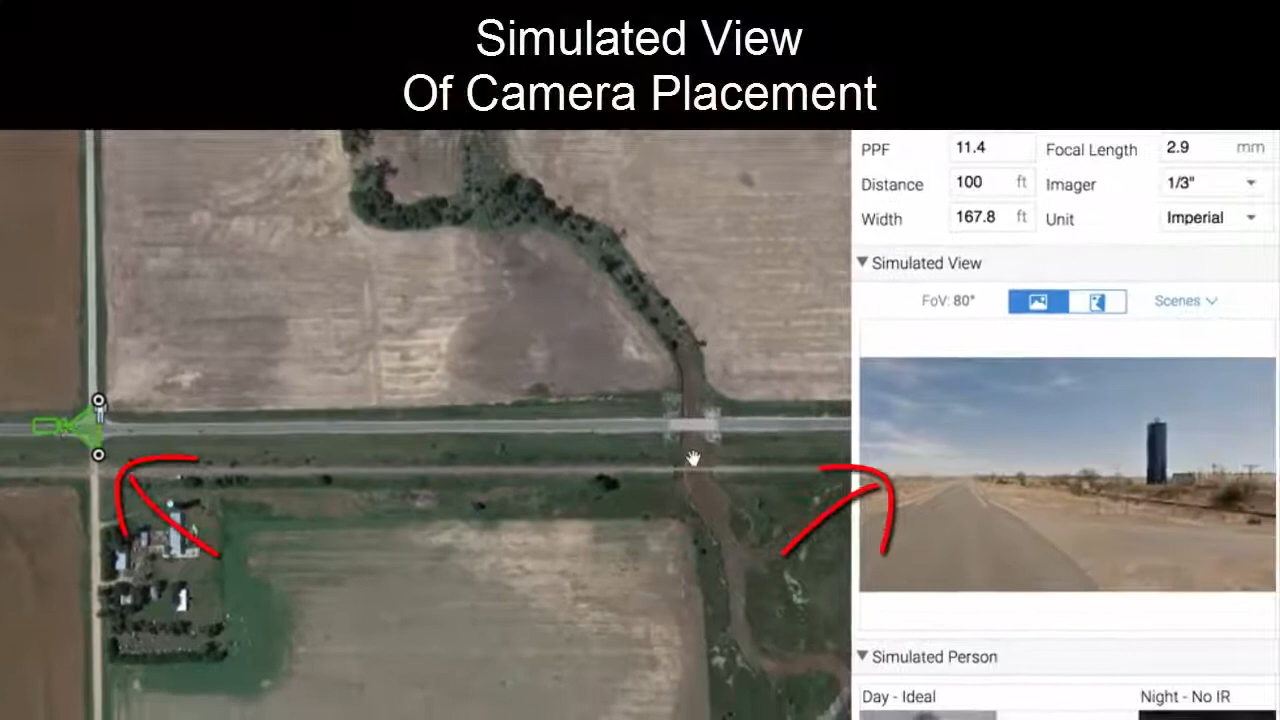 Simulated View
Of Camera Placement
PPF 11.4 Focal Length 2.9 mm
Distance 100 ft Imager 1/3"
Width 167.8 ft Unit Imperial
Simulated View
FoV: 80° Scenes
Simulated Person
Day - Ideal Night - No IR